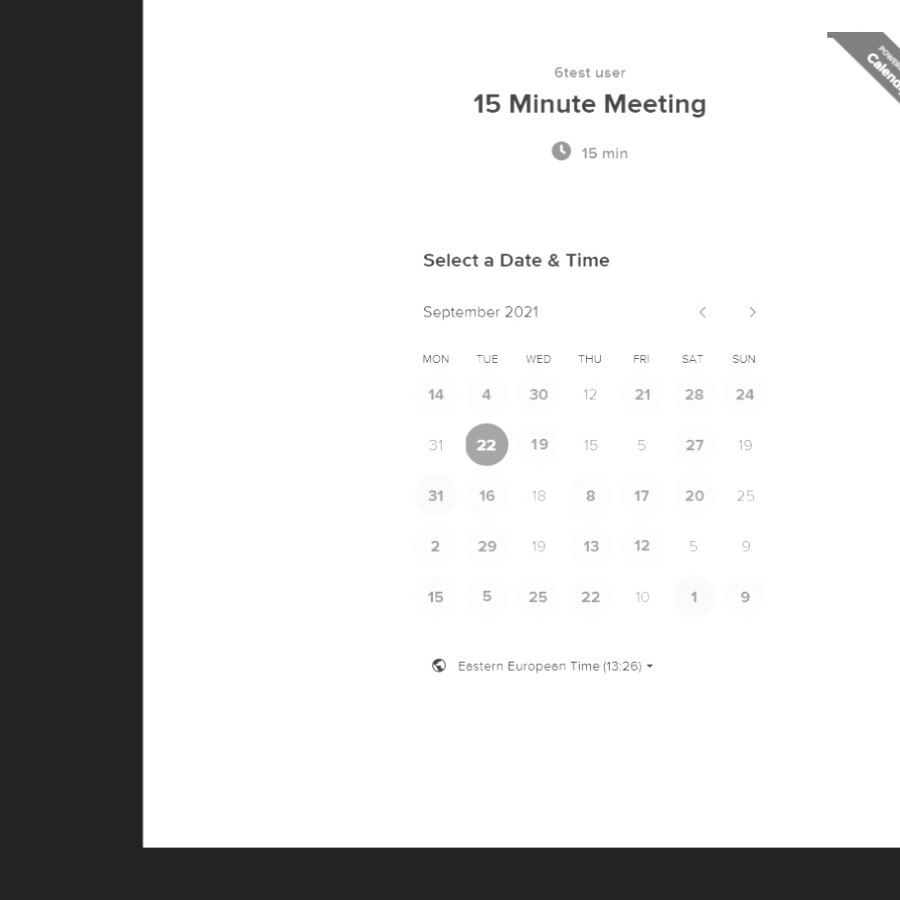 6test user
15 Minute Meeting
15 min
Select a Date & Time
September 2021
MON TUE WED THU FRI SAT SUN
14 4 30 12 21 28 24
31 22 19 15 5 27 19
31 16 18 8 17 20 25
2 29 19 13 12 5 9
15 5 25 22 10 1 9
Eastern European Time (13:26)